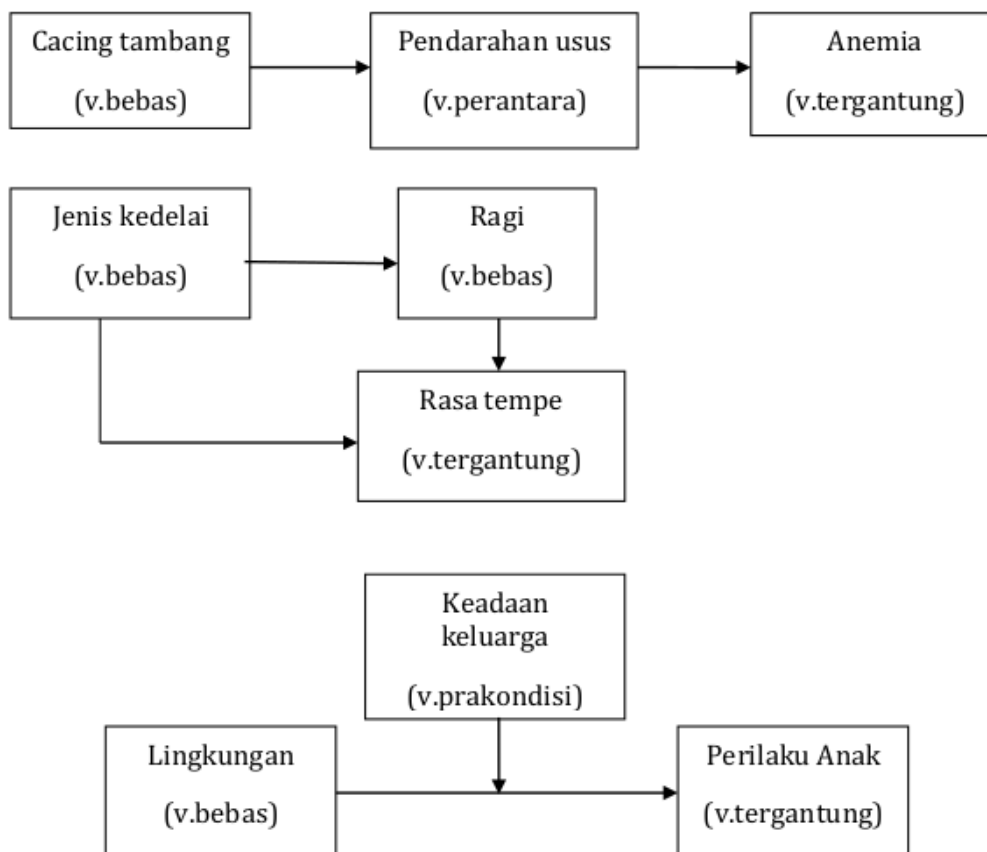 Cacing tambang
(v.bebas)
Pendarahan usus
(v.perantara)
Anemia
(v.tergantung)
Jenis kedelai
(v.bebas)
Ragi
(v.bebas)
Rasa tempe
(v.tergantung)
Keadaan
keluarga
(v.prakondisi)
Lingkungan
(v.bebas)
Perilaku Anak
(v.tergantung)